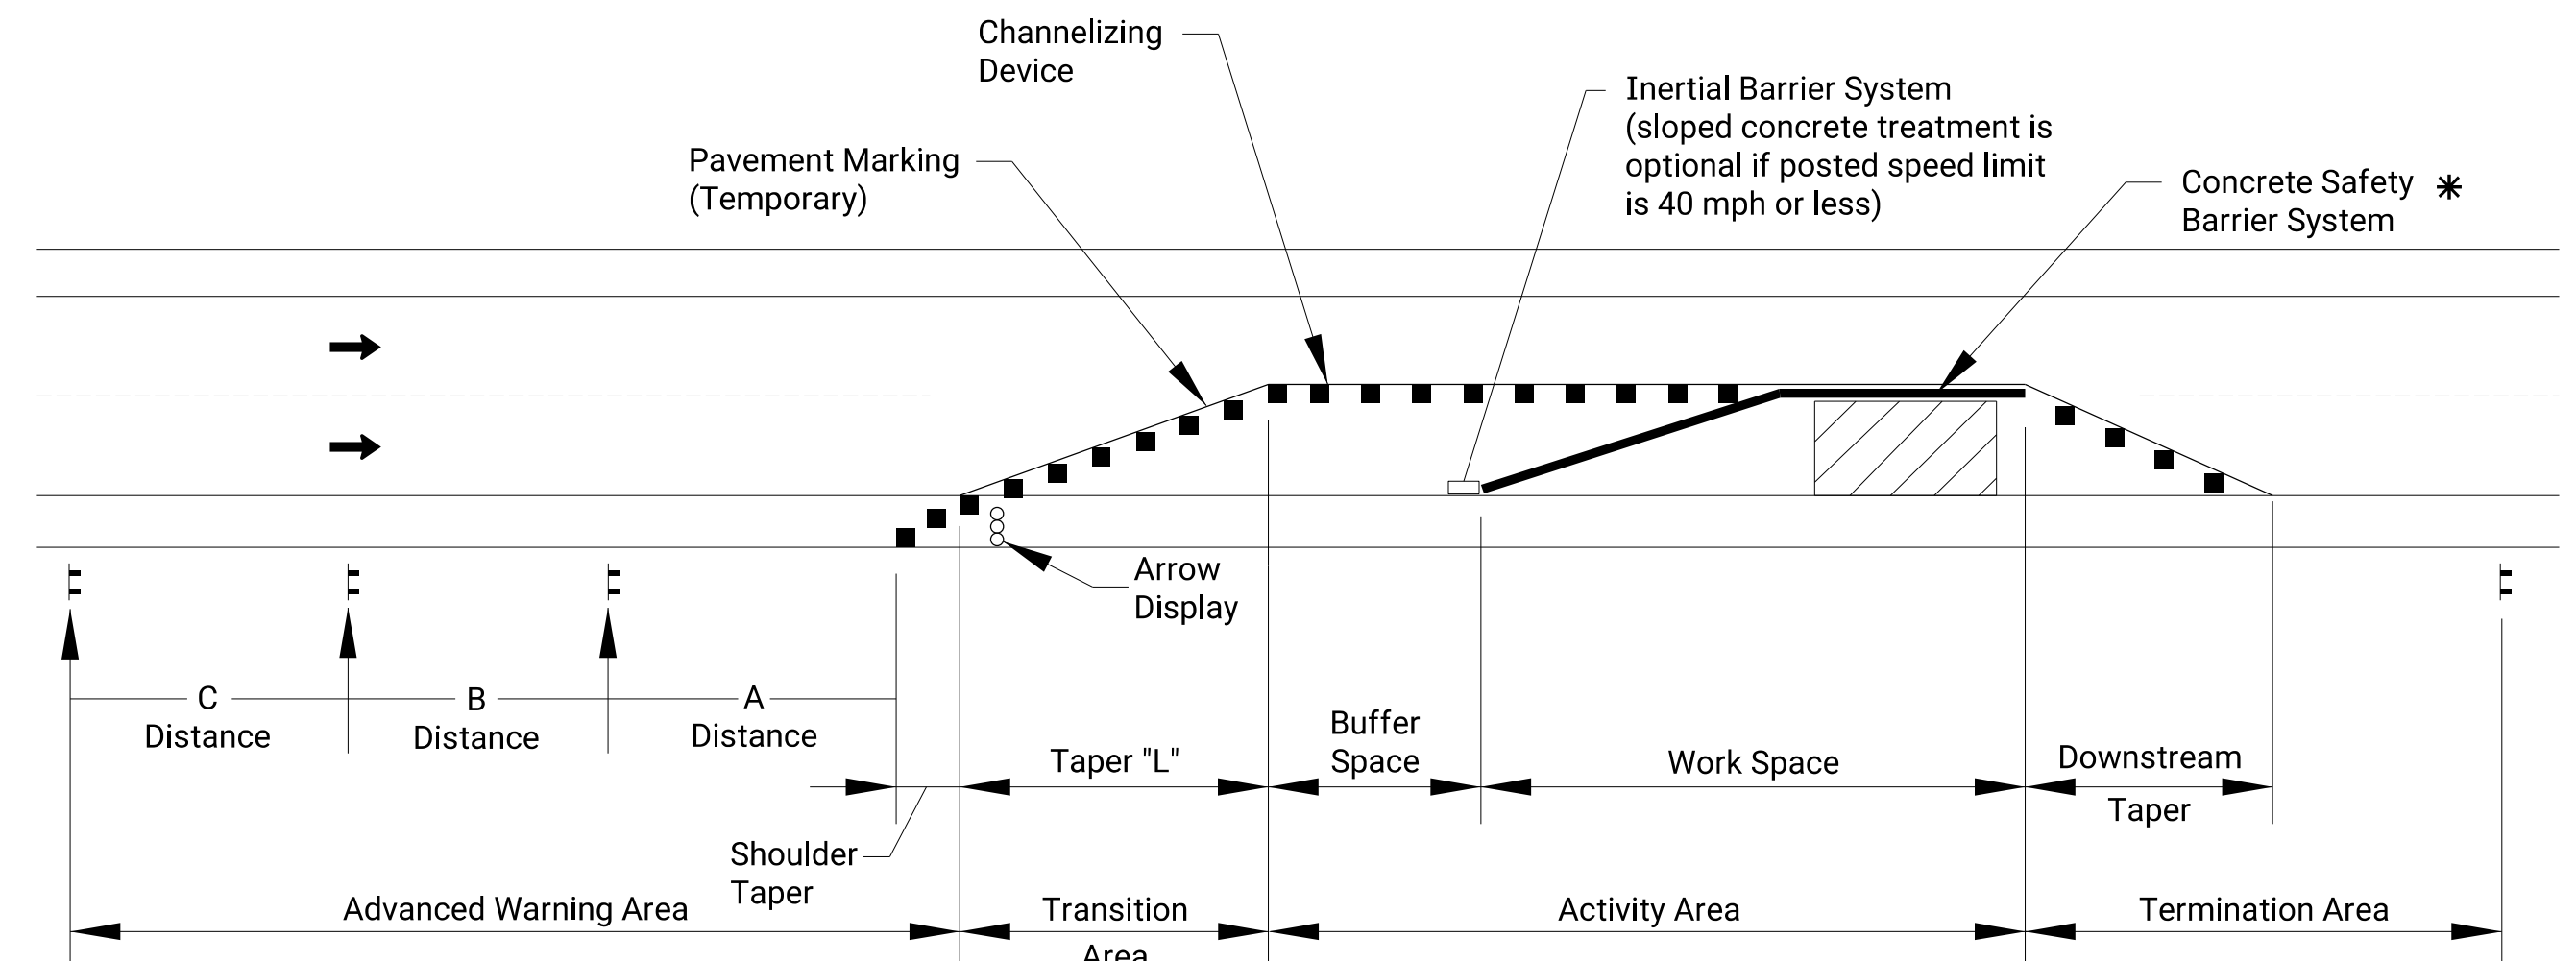 Channelizing
Device
Inertial Barrier System
(sloped concrete treatment is
optional if posted speed limit
is 40 mph or less)
Pavement Marking
(Temporary)
Concrete Safety *
Barrier System
Arrow
Display
C
Distance
B
Distance
A
Distance
Taper "L"
Buffer
Space
Work Space
Downstream
Taper
Shoulder
Taper
Advanced Warning Area
Transition
Area
Activity Area
Termination Area